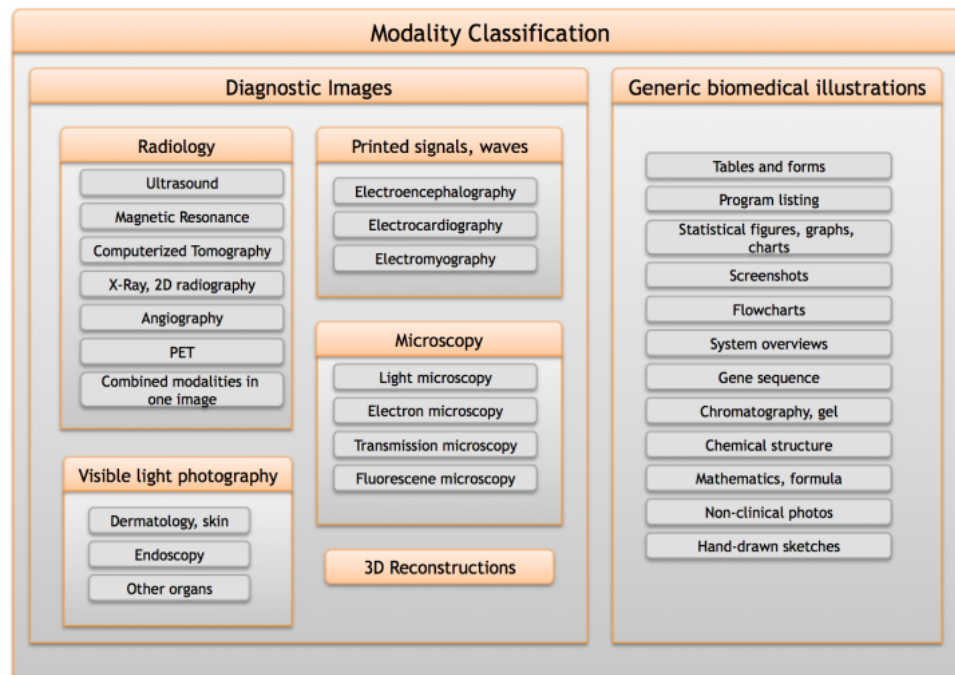 Modality Classification
Diagnostic Images
Radiology
Ultrasound
Magnetic Resonance
Computerized Tomography
X-Ray, 2D radiography
Angiography
PET
Combined modalities in
one image
Visible light photography
Dermatology, skin
Endoscopy
Other organs
Printed signals, waves
Electroencephalography
Electrocardiography
Electromyography
Microscopy
Light microscopy
Electron microscopy
Transmission microscopy
Fluorescene microscopy
3D Reconstructions
Generic biomedical illustrations
Tables and forms
Program listing
Statistical figures, graphs,
charts
Screenshots
Flowcharts
System overviews
Gene sequence
Chromatography, gel
Chemical structure
Mathematics, formula
Non-clinical photos
Hand-drawn sketches